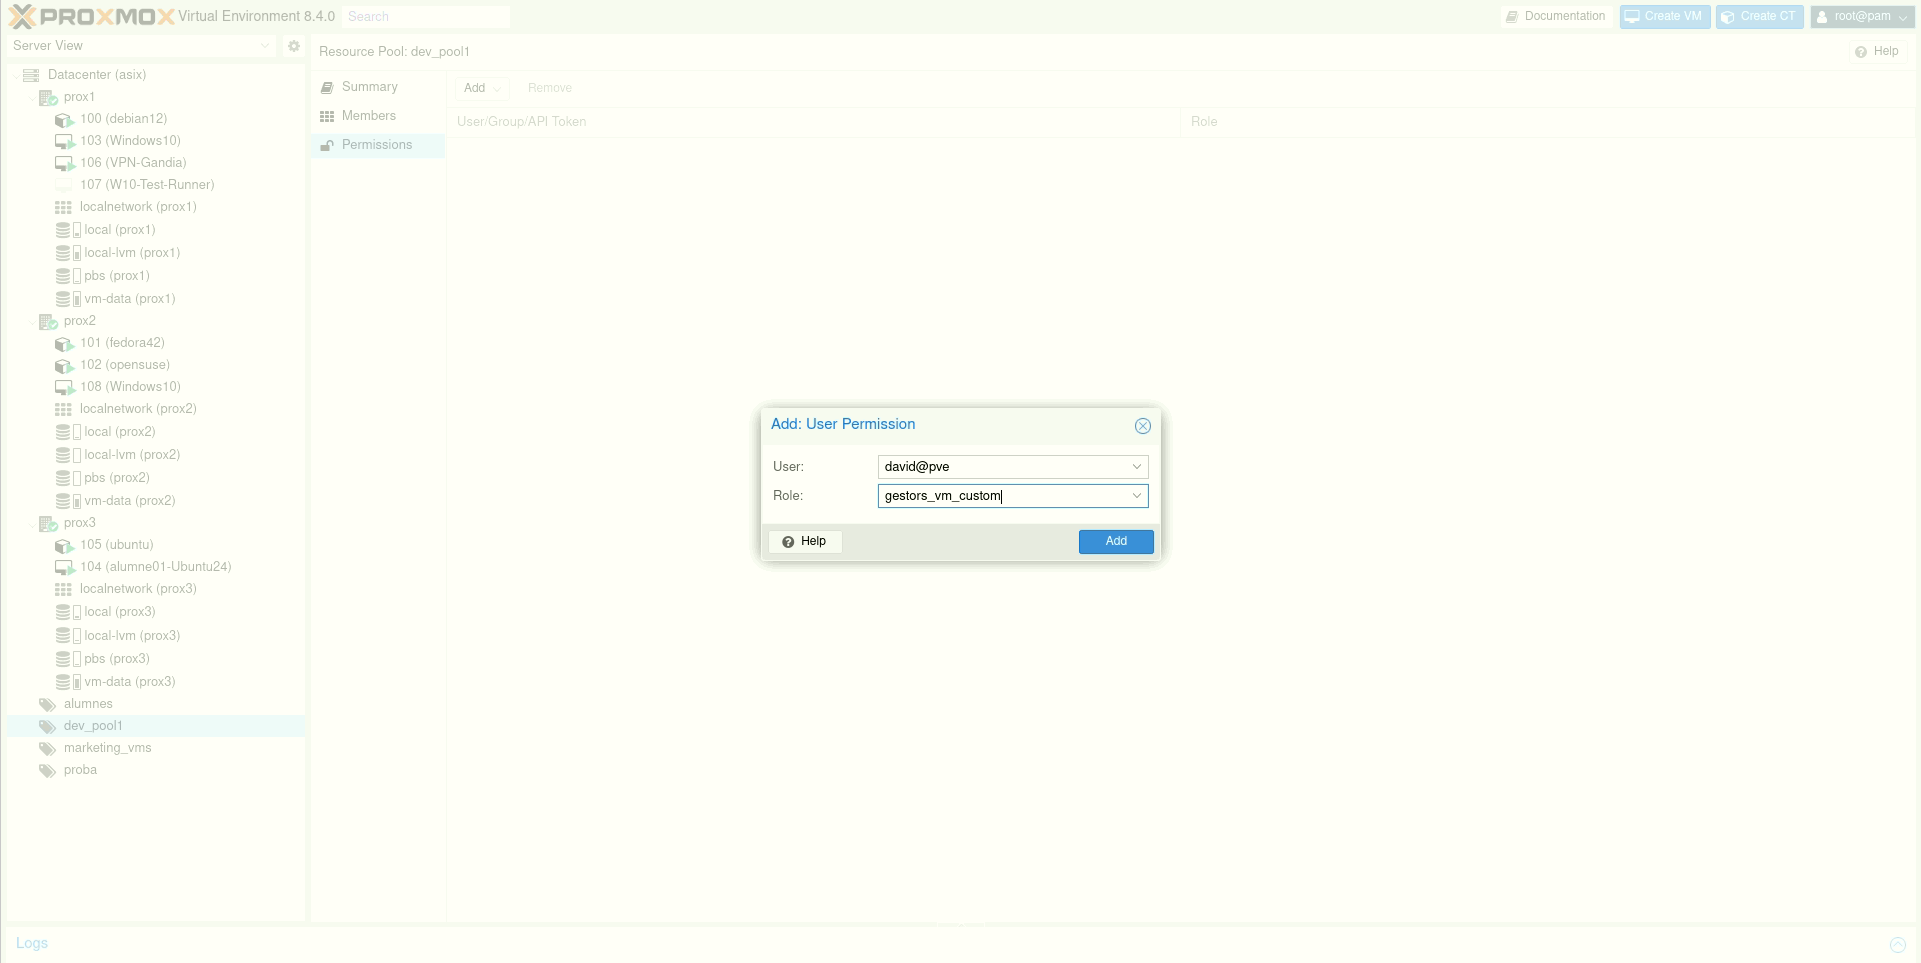 PROXMOX Virtual Environment 8.4.0 Search Documentation Create VM Create CT root@pam
Server View
Resource Pool: dev_pool1 Help
Datacenter (asix)
prox1
100 (debian12)
103 (Windows10)
106 (VPN-Gandia)
107 (W10-Test-Runner)
localnetwork (prox1)
local (prox1)
local-lvm (prox1)
pbs (prox1)
vm-data (prox1)
prox2
101 (fedora42)
102 (opensuse)
108 (Windows10)
localnetwork (prox2)
local (prox2)
local-lvm (prox2)
pbs (prox2)
vm-data (prox2)
prox3
105 (ubuntu)
104 (alumne01-Ubuntu24)
localnetwork (prox3)
local (prox3)
local-lvm (prox3)
pbs (prox3)
vm-data (prox3)
alumnes
dev_pool1
marketing_vms
proba
Summary
Members
Permissions
Add Remove
User/Group/API Token Role
Add: User Permission
User: david@pve
Role: gestors_vm_custom
Help Add
Logs